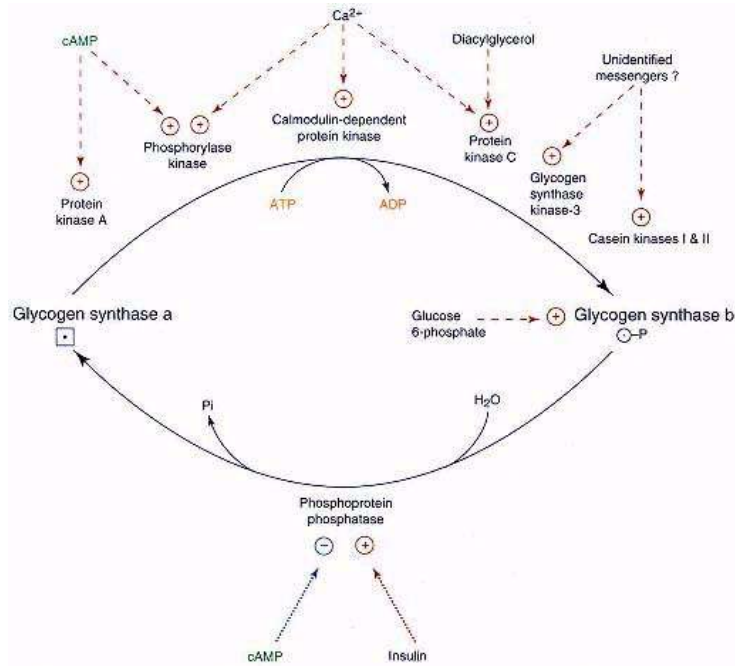 Ca²⁺
cAMP
Diacylglycerol
Unidentified
messengers ?
+
+
+
Calmodulin-dependent
protein kinase
+
Phosphorylase
kinase
Protein
kinase C
+
+
Protein
kinase A
Glycogen
synthase
kinase-3
ATP
ADP
+
Casein kinases I & II
Glycogen synthase a
Glucose
6-phosphate
+
Glycogen synthase b
–P
Pi
H₂O
Phosphoprotein
phosphatase
− +
cAMP
Insulin